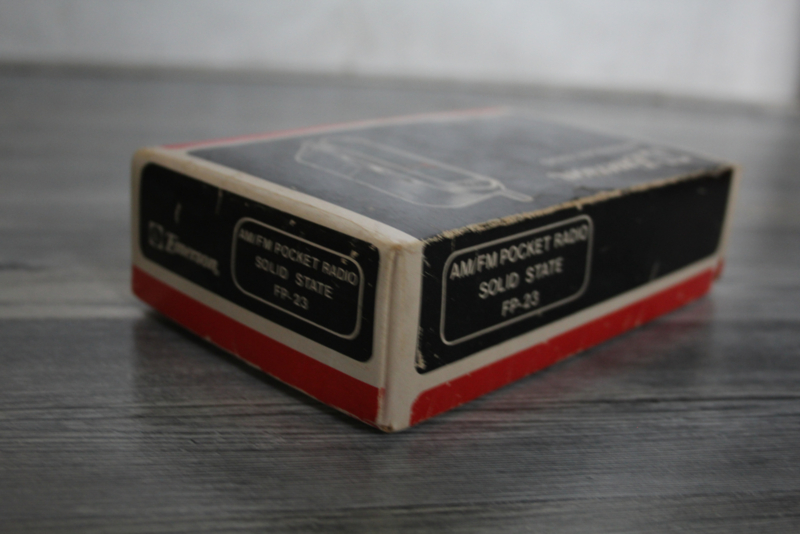 Emerson
AM/FM POCKET RADIO
SOLID STATE
FP-23
AM/FM POCKET RADIO
SOLID STATE
FP-23